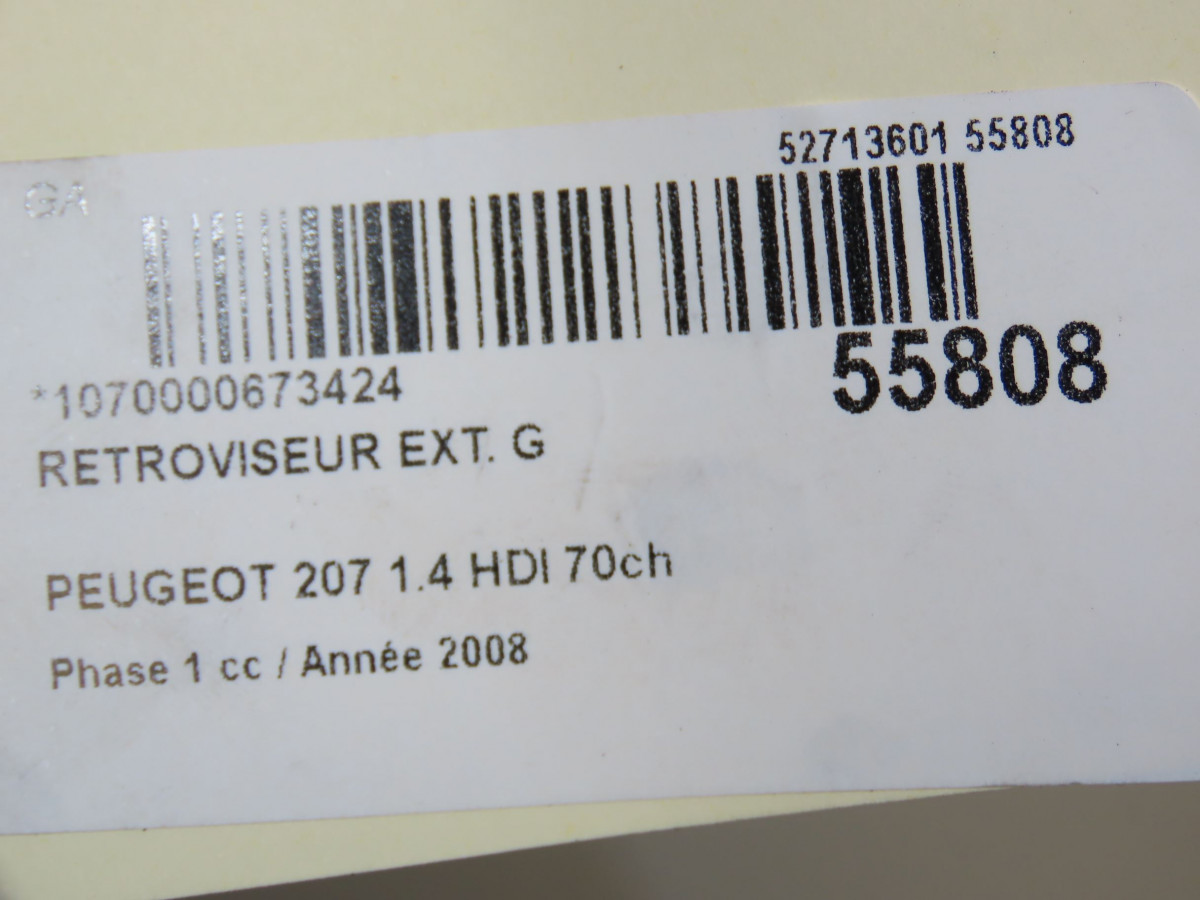 52713601 55808
GA
*1070000673424
55808
RETROVISEUR EXT. G
PEUGEOT 207 1.4 HDI 70ch
Phase 1 cc / Année 2008